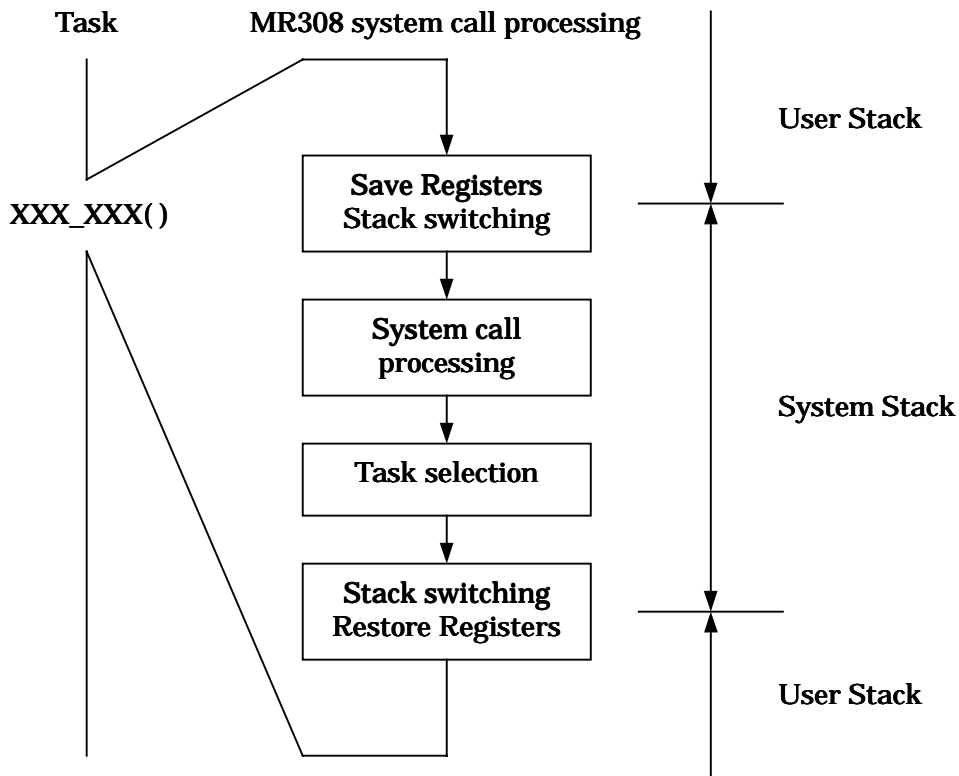 Task
MR308 system call processing
User Stack
Save Registers
Stack switching
XXX_XXX( )
System call
processing
System Stack
Task selection
Stack switching
Restore Registers
User Stack